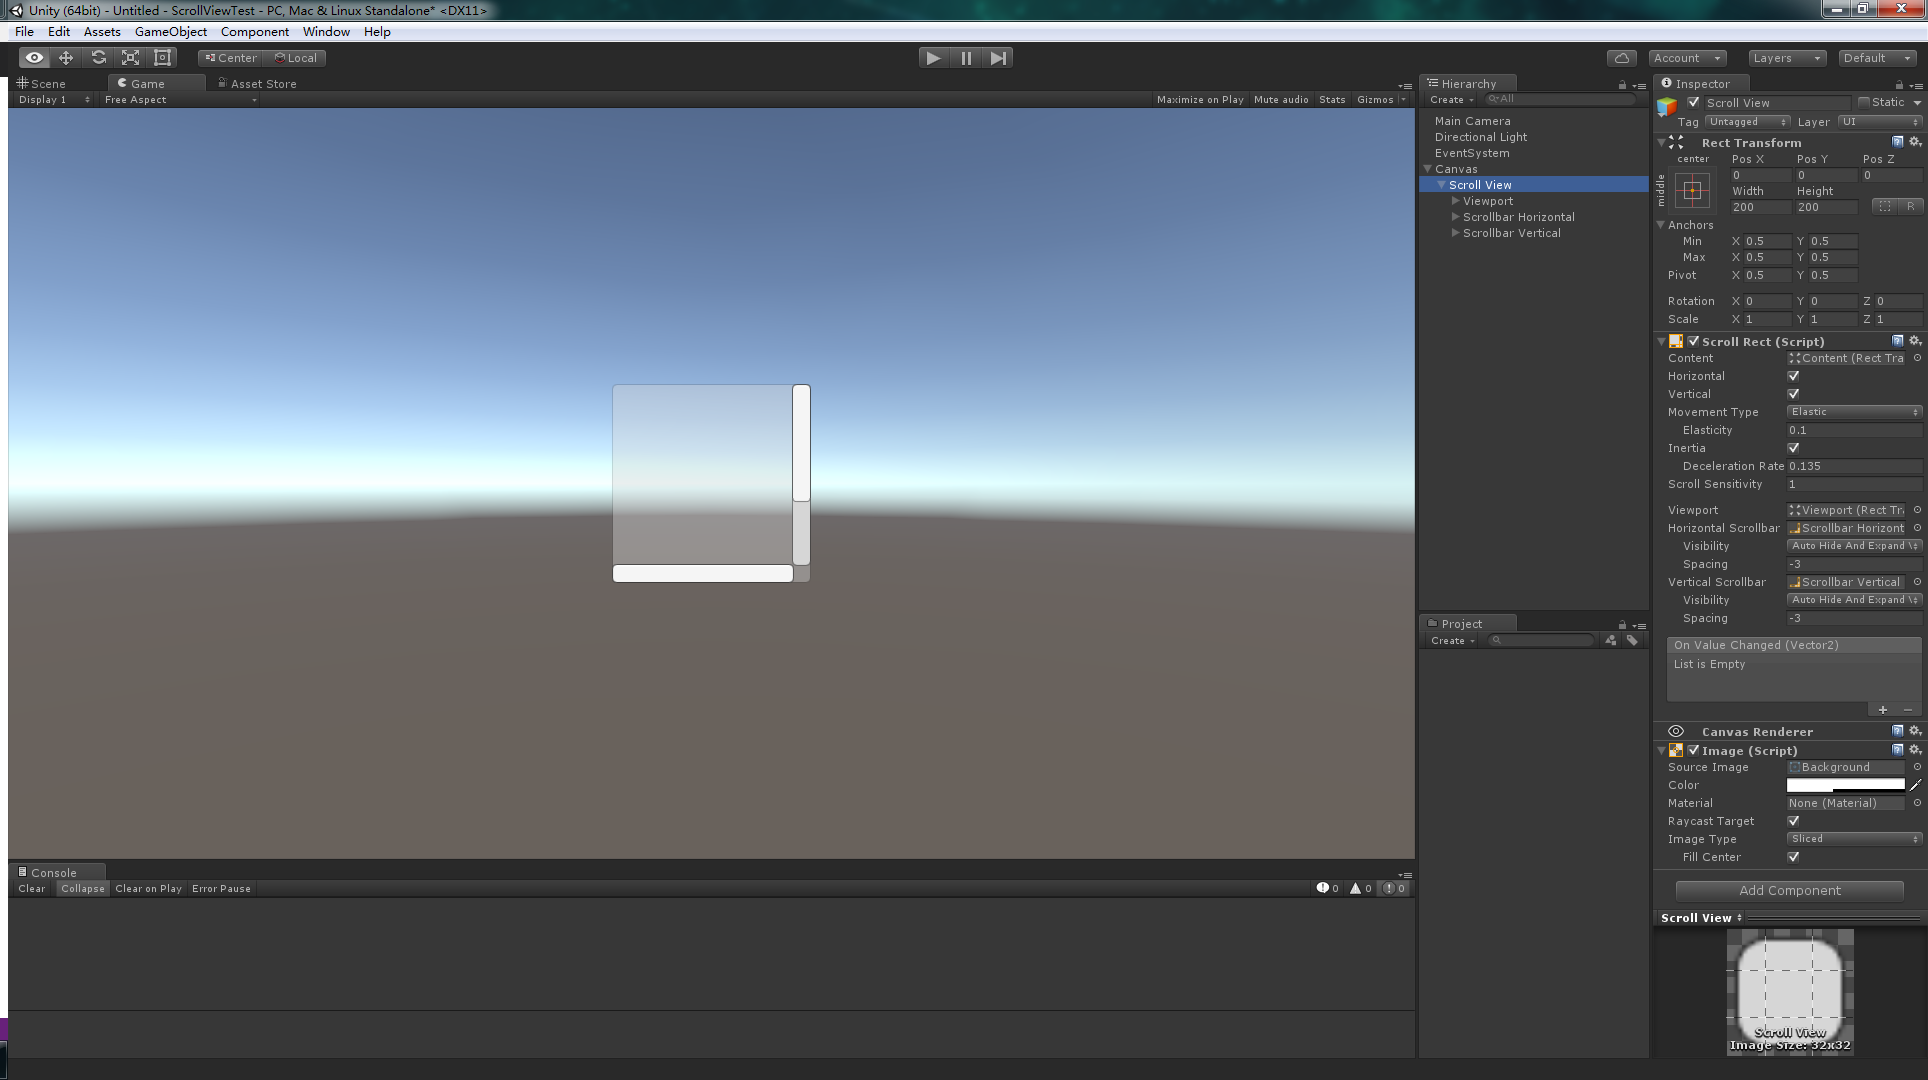 Unity (64bit) - Untitled - ScrollViewTest - PC, Mac & Linux Standalone* <DX11>
File Edit Assets GameObject Component Window Help
Center Local Account Layers Default
Scene Game Asset Store
Display 1 Free Aspect Maximize on Play Mute audio Stats Gizmos
Hierarchy
Create All
Main Camera
Directional Light
EventSystem
Canvas
Scroll View
Viewport
Scrollbar Horizontal
Scrollbar Vertical
Project
Create
Inspector
Scroll View Static
Tag Untagged Layer UI
Rect Transform
center Pos X Pos Y Pos Z
middle
0 0 0
Width Height
200 200 R
Anchors
Min X 0.5 Y 0.5
Max X 0.5 Y 0.5
Pivot X 0.5 Y 0.5
Rotation X 0 Y 0 Z 0
Scale X 1 Y 1 Z 1
Scroll Rect (Script)
Content Content (Rect Tra
Horizontal
Vertical
Movement Type Elastic
Elasticity 0.1
Inertia
Deceleration Rate 0.135
Scroll Sensitivity 1
Viewport Viewport (Rect Tr
Horizontal Scrollbar Scrollbar Horizont
Visibility Auto Hide And Expand
Spacing -3
Vertical Scrollbar Scrollbar Vertical
Visibility Auto Hide And Expand
Spacing -3
On Value Changed (Vector2)
List is Empty
+ −
Canvas Renderer
Image (Script)
Source Image Background
Color
Material None (Material)
Raycast Target
Image Type Sliced
Fill Center
Add Component
Scroll View
Scroll View
Image Size: 32x32
Console
Clear Collapse Clear on Play Error Pause 0 0 0